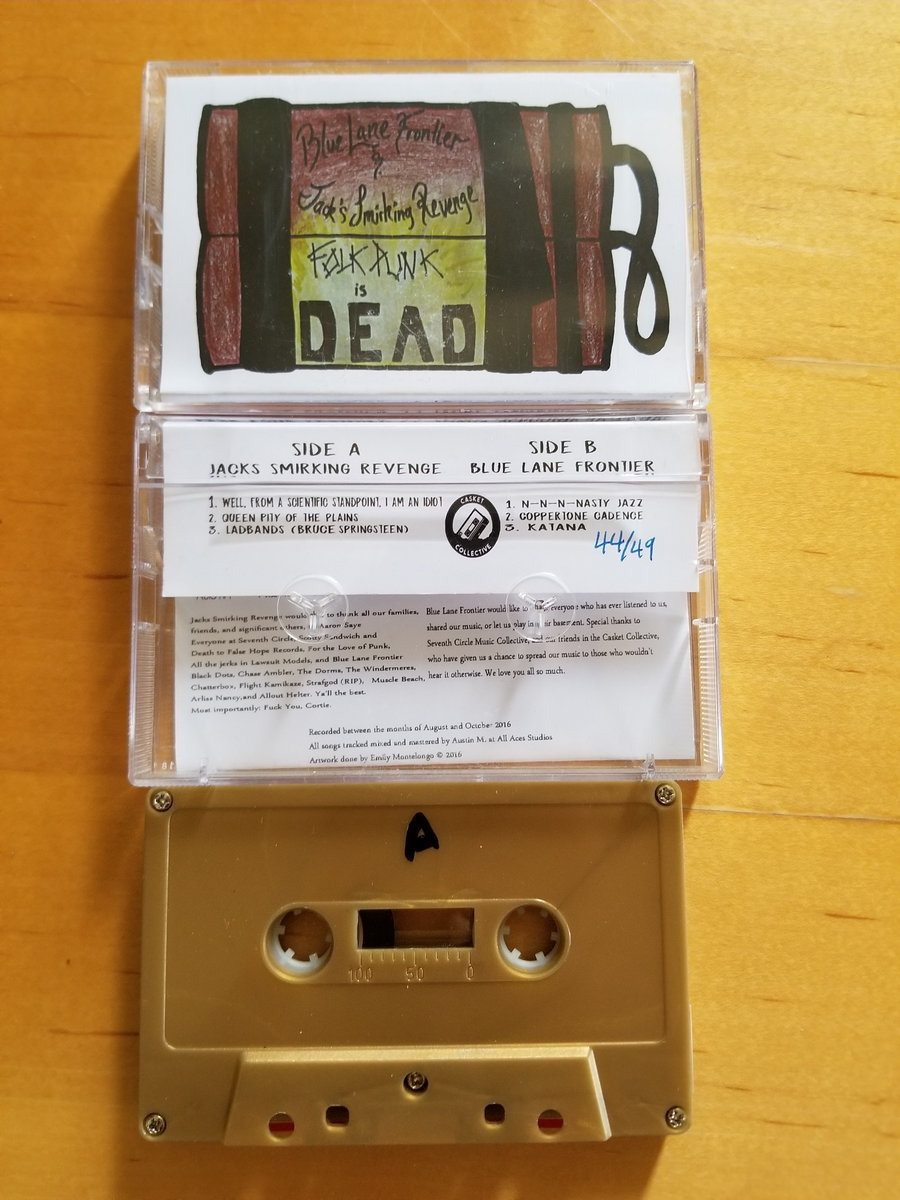 Blue Lane Frontier
&
Jack's Smirking Revenge
FOLK PUNK
is
DEAD
SIDE A
JACKS SMIRKING REVENGE
1. WELL, FROM A SCIENTIFIC STANDPOINT, I AM AN IDIOT
2. QUEEN PITY OF THE PLAINS
3. LADBANDS (BRUCE SPRINGSTEEN)
CASKET
COLLECTIVE
SIDE B
BLUE LANE FRONTIER
1. N-N-N-NASTY JAZZ
2. COPPERTONE CADENCE
3. KATANA
44/49
Jacks Smirking Revenge would to thank all our families,
friends, and significant others, Aaron Saye
Everyone at Seventh Circle, Scotty Sandwich and
Death to False Hope Records, For the Love of Punk,
All the jerks in Lawsuit Models, and Blue Lane Frontier
Black Dots, Chase Ambler, The Dorms, The Windermeres,
Chatterbox, Flight Kamikaze, Strafgod (RIP), Muscle Beach,
Arliss Nancy,and Allout Helter. Ya'll the best.
Most importantly: Fuck You, Cortie.
Blue Lane Frontier would like to everyone who has ever listened to us,
shared our music, or let us play in basement. Special thanks to
Seventh Circle Music Collective, friends in the Casket Collective,
who have given us a chance to spread our music to those who wouldn't
hear it otherwise. We love you all so much.
Recorded between the months of August and October 2016
All songs tracked mixed and mastered by Austin M. at All Aces Studios
Artwork done by Emily Montelongo © 2016
A
100 50 0